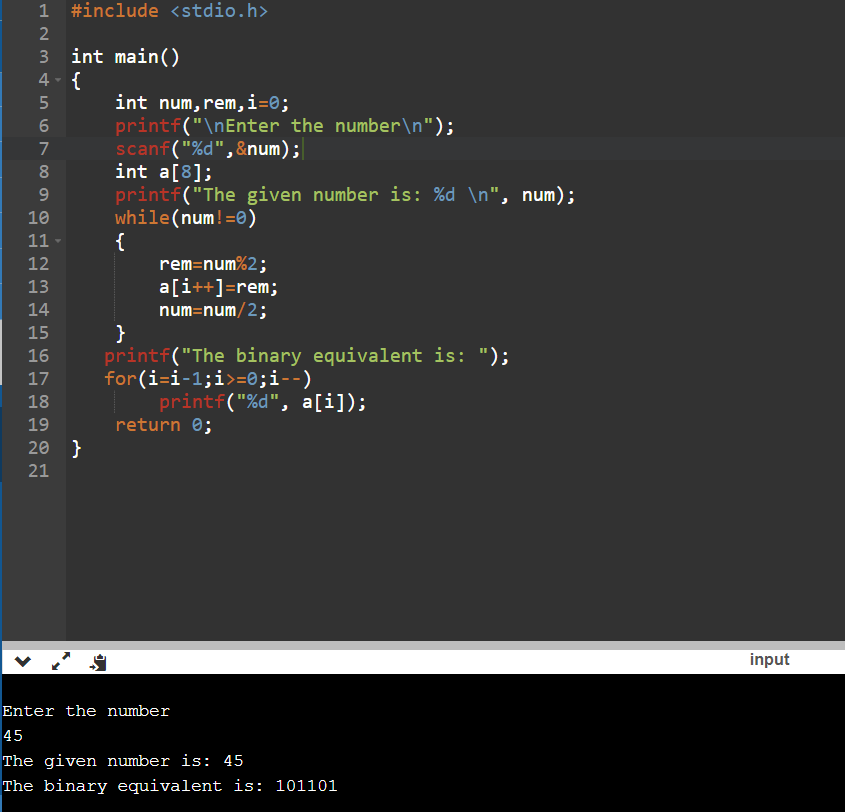 1 #include <stdio.h>
2
3 int main()
4 {
5     int num,rem,i=0;
6     printf("\nEnter the number\n");
7     scanf("%d",&num);
8     int a[8];
9     printf("The given number is: %d \n", num);
10     while(num!=0)
11     {
12         rem=num%2;
13         a[i++]=rem;
14         num=num/2;
15     }
16    printf("The binary equivalent is: ");
17    for(i=i-1;i>=0;i--)
18         printf("%d", a[i]);
19     return 0;
20 }
21
input
Enter the number
45
The given number is: 45
The binary equivalent is: 101101